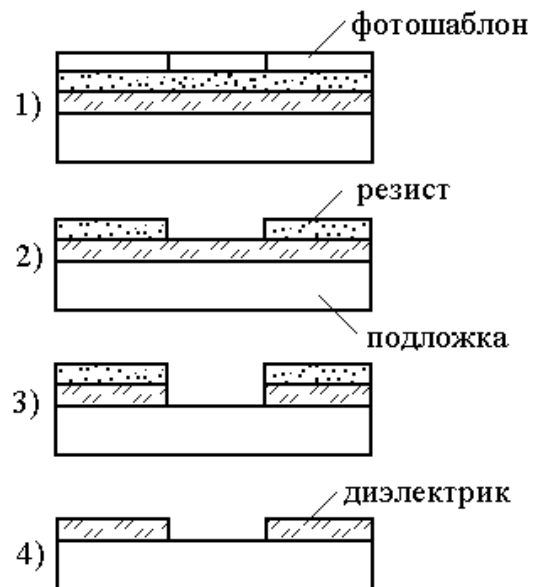 фотошаблон
1)
резист
2)
подложка
3)
диэлектрик
4)